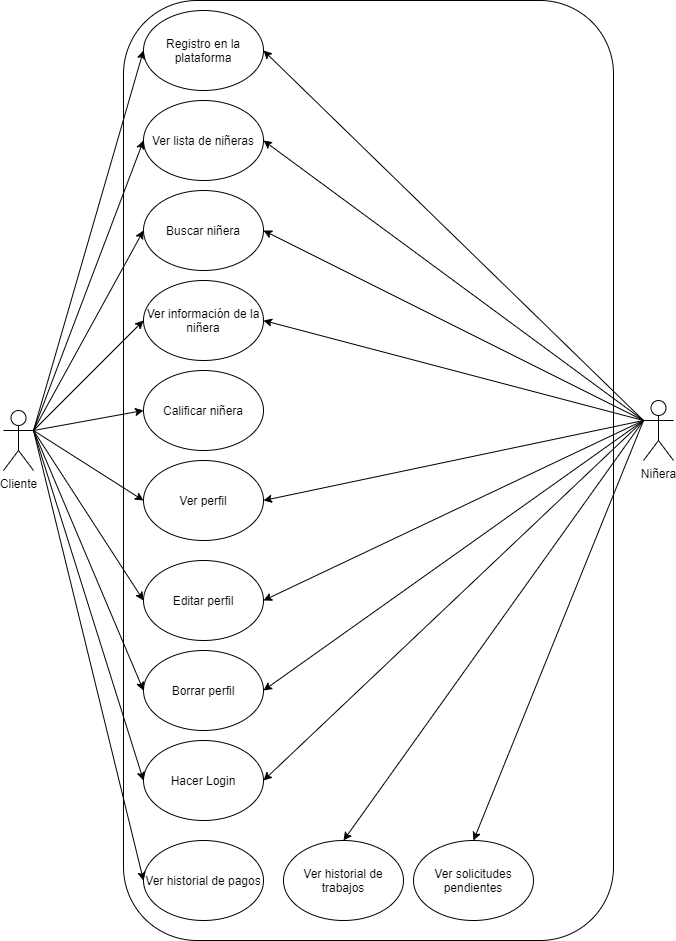 Registro en la
plataforma
Ver lista de niñeras
Buscar niñera
Ver información de la
niñera
Calificar niñera
Cliente
Niñera
Ver perfil
Editar perfil
Borrar perfil
Hacer Login
Ver historial de pagos
Ver historial de
trabajos
Ver solicitudes
pendientes